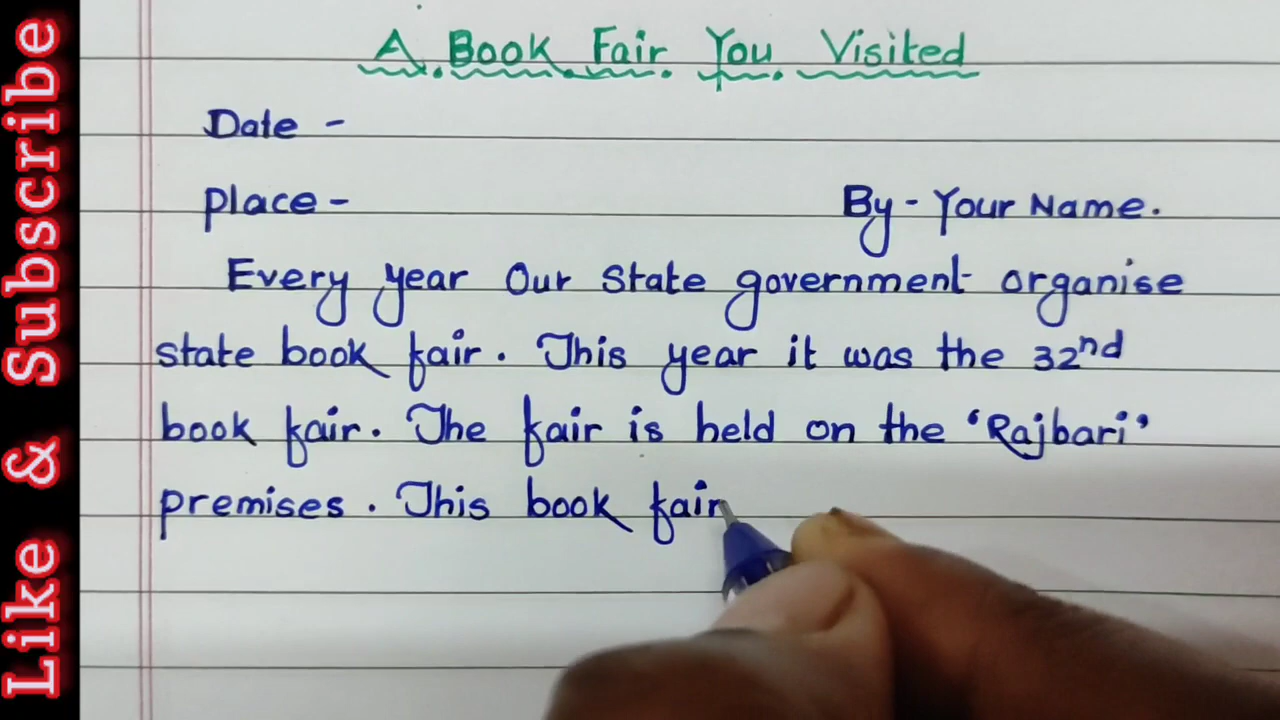 Like & Subscribe
A Book Fair You Visited
Date -
Place -
By - Your Name.
Every year Our State government organise
state book fair. This year it was the 32nd
book fair. The fair is held on the 'Rajbari'
premises. This book fair